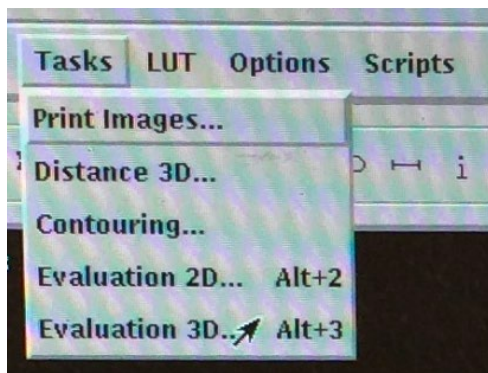 Tasks LUT Options Scripts
Print Images...
Distance 3D...
i
Contouring...
Evaluation 2D... Alt+2
Evaluation 3D... Alt+3